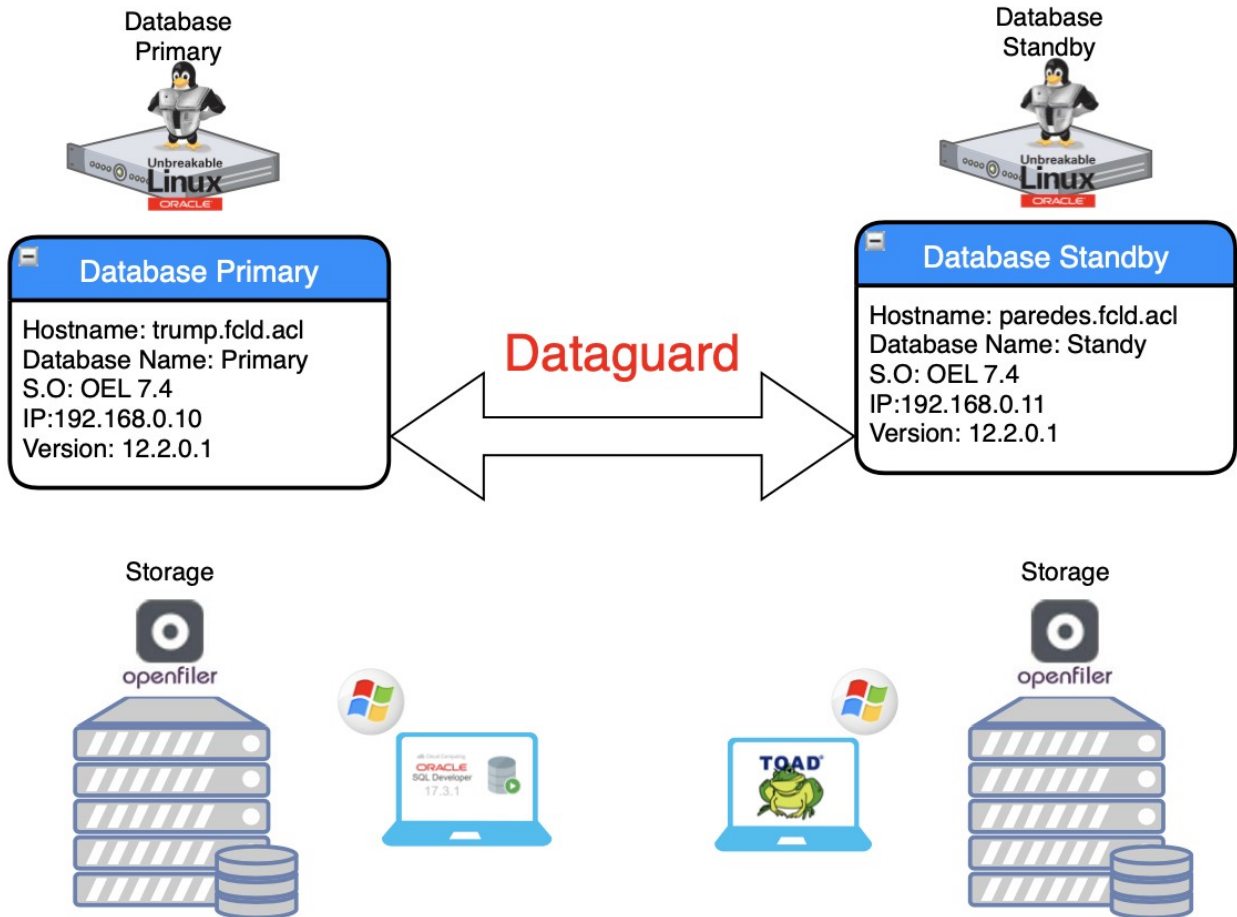 Database
Primary
Unbreakable
Linux
ORACLE
Database
Standby
Unbreakable
Linux
ORACLE
Database Primary
Hostname: trump.fcld.acl
Database Name: Primary
S.O: OEL 7.4
IP:192.168.0.10
Version: 12.2.0.1
Dataguard
Database Standby
Hostname: paredes.fcld.acl
Database Name: Standy
S.O: OEL 7.4
IP:192.168.0.11
Version: 12.2.0.1
Storage
openfiler
Cloud Computing
ORACLE
SQL Developer
17.3.1
TOAD
Storage
openfiler